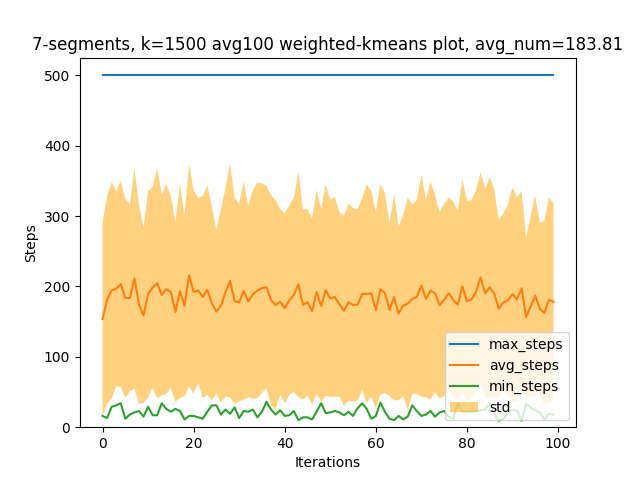 7-segments, k=1500 avg100 weighted-kmeans plot, avg_num=183.81
500
400
300
200
100
0
Steps
max_steps
avg_steps
min_steps
std
0 20 40 60 80 100
Iterations